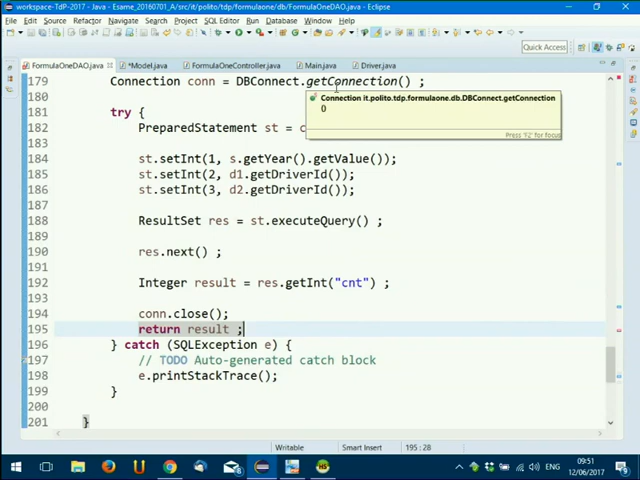 workspace-TdP-2017 - Esame_20160701_A/src/it/polito/tdp/formulaone/db/FormulaOneDAO.java - Eclipse
File Edit Source Refactor Navigate Search Project SQL Editor Run Database Window Help
Quick Access
FormulaOneDAO.java *Model.java FormulaOneController.java Main.java Driver.java
179 Connection conn = DBConnect.getConnection() ;
180
Connection it.polito.tdp.formulaone.db.DBConnect.getConnection
()
Press 'F2' for focus
181 try {
182 PreparedStatement st = c
183
184 st.setInt(1, s.getYear().getValue());
185 st.setInt(2, d1.getDriverId());
186 st.setInt(3, d2.getDriverId());
187
188 ResultSet res = st.executeQuery() ;
189
190 res.next() ;
191
192 Integer result = res.getInt("cnt") ;
193
194 conn.close();
195 return result ;
196 } catch (SQLException e) {
197 // TODO Auto-generated catch block
198 e.printStackTrace();
199 }
200
201 }
Writable Smart Insert 195 : 28
09:51
12/06/2017